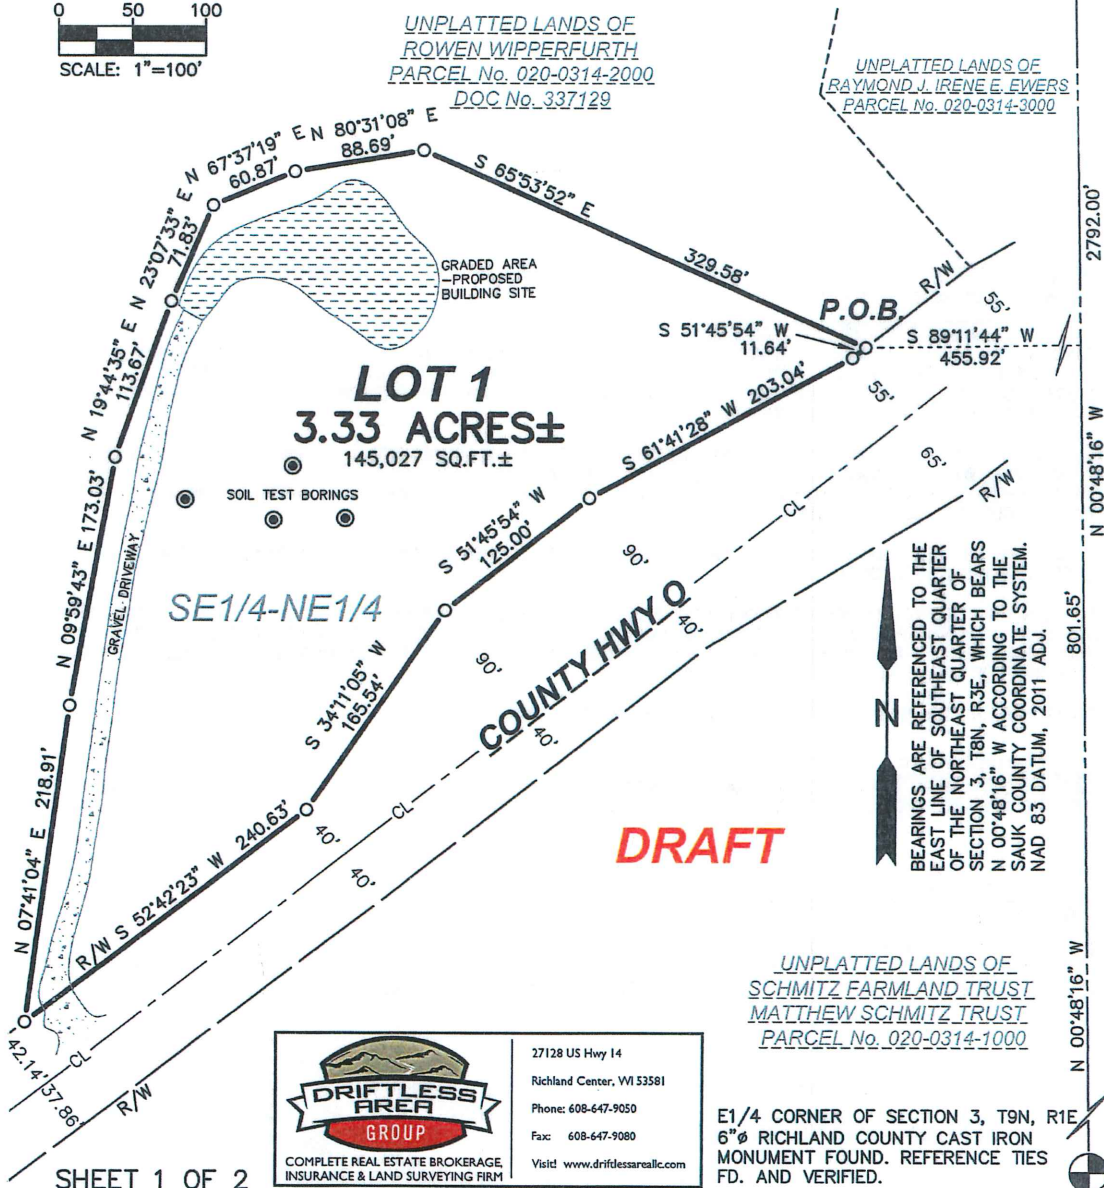 0 50 100
SCALE: 1"=100'
UNPLATTED LANDS OF
ROWEN WIPPERFURTH
PARCEL No. 020-0314-2000
DOC No. 337129
UNPLATTED LANDS OF
RAYMOND J. IRENE E. EWERS
PARCEL No. 020-0314-3000
N 80°31'08" E
88.69'
N 67°37'19" E
60.87'
N 23°07'33" E
71.83'
N 19°44'35" E
113.67'
N 09°59'43" E 173.03'
N 07°41'04" E 218.91'
S 65°53'52" E
329.58'
GRADED AREA
-PROPOSED
BUILDING SITE
P.O.B.
S 51°45'54" W
11.64'
S 89°11'44" W
455.92'
R/W
55'
55'
65'
R/W
2792.00'
N 00°48'16" W
801.65'
N 00°48'16" W
LOT 1
3.33 ACRES±
145,027 SQ.FT.±
SOIL TEST BORINGS
GRAVEL DRIVEWAY
SE1/4-NE1/4
S 61°41'28" W 203.04'
S 51°45'54" W
125.00'
S 34°11'05" W
165.54'
R/W S 52°42'23" W 240.63'
CL
90'
40'
90'
40'
COUNTY HWY Q
CL
40'
40'
CL
R/W
42.14' 37.86'
N
BEARINGS ARE REFERENCED TO THE
EAST LINE OF SOUTHEAST QUARTER
OF THE NORTHEAST QUARTER OF
SECTION 3, T8N, R3E, WHICH BEARS
N 00°48'16" W ACCORDING TO THE
SAUK COUNTY COORDINATE SYSTEM.
NAD 83 DATUM, 2011 ADJ.
DRAFT
UNPLATTED LANDS OF
SCHMITZ FARMLAND TRUST
MATTHEW SCHMITZ TRUST
PARCEL No. 020-0314-1000
DRIFTLESS
AREA
GROUP
COMPLETE REAL ESTATE BROKERAGE,
INSURANCE & LAND SURVEYING FIRM
27128 US Hwy 14
Richland Center, WI 53581
Phone: 608-647-9050
Fax: 608-647-9080
Visit! www.driftlessareallc.com
E1/4 CORNER OF SECTION 3, T9N, R1E
6"ø RICHLAND COUNTY CAST IRON
MONUMENT FOUND. REFERENCE TIES
FD. AND VERIFIED.
SHEET 1 OF 2